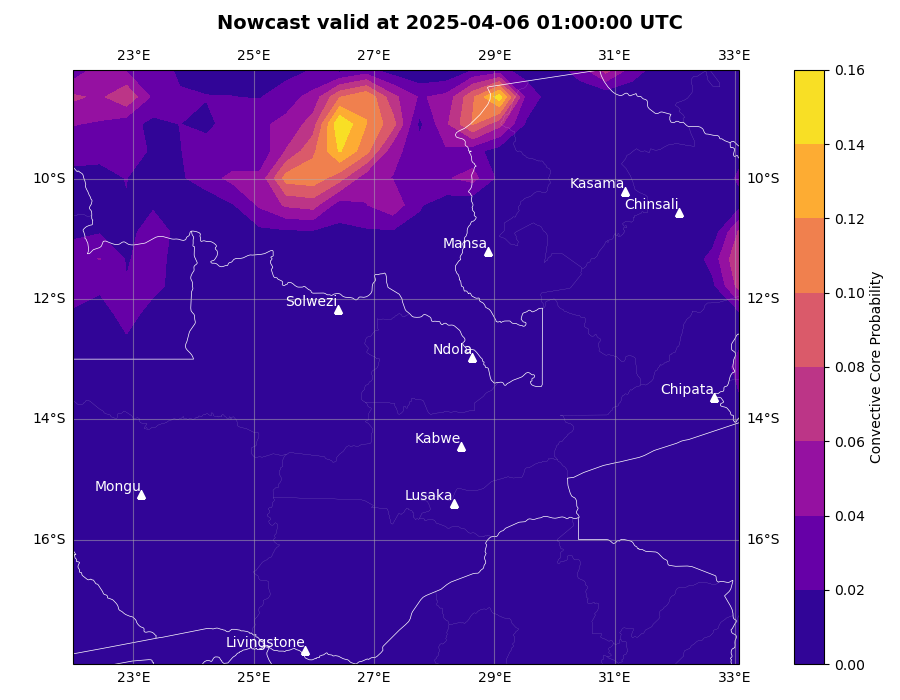 Nowcast valid at 2025-04-06 01:00:00 UTC
23°E 25°E 27°E 29°E 31°E 33°E
0.16
0.14
10°S Kasama 10°S
Chinsali
0.12
Mansa
12°S Solwezi 12°S
0.10
Ndola
0.08
Chipata
14°S 14°S
Kabwe
0.06
Mongu
Lusaka
0.04
16°S 16°S
0.02
Livingstone
0.00
23°E 25°E 27°E 29°E 31°E 33°E
Convective Core Probability